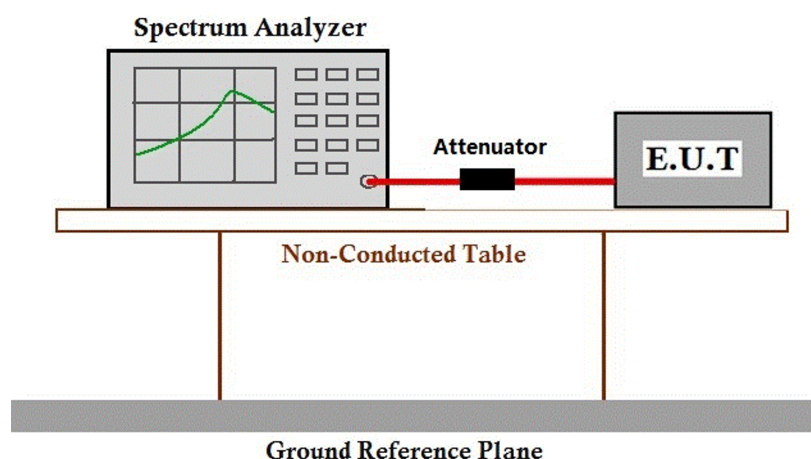 Spectrum Analyzer
Attenuator
E.U.T
Non-Conducted Table
Ground Reference Plane